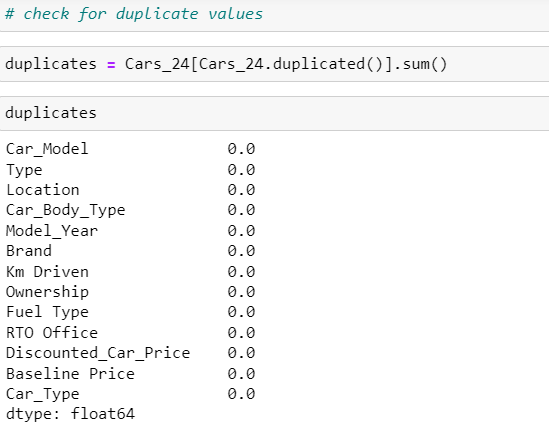 # check for duplicate values
duplicates = Cars_24[Cars_24.duplicated()].sum()
duplicates
Car_Model 0.0
Type 0.0
Location 0.0
Car_Body_Type 0.0
Model_Year 0.0
Brand 0.0
Km Driven 0.0
Ownership 0.0
Fuel Type 0.0
RTO Office 0.0
Discounted_Car_Price 0.0
Baseline Price 0.0
Car_Type 0.0
dtype: float64